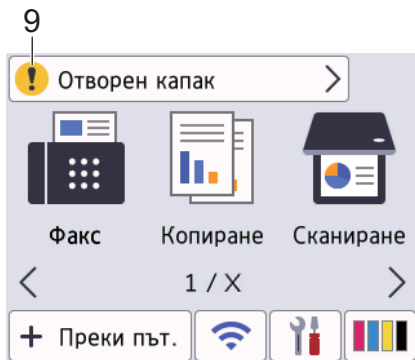 9
! Отворен капак
Факс Копиране Сканиране
1 / X
+ Преки път.